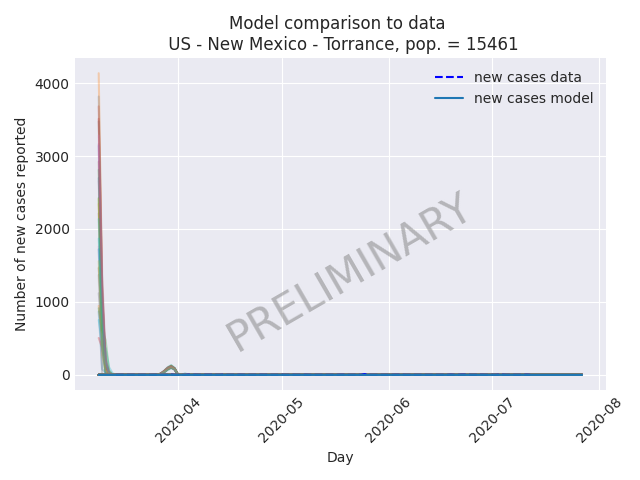 Model comparison to data
US - New Mexico - Torrance, pop. = 15461
new cases data
new cases model
Number of new cases reported
4000
3000
2000
1000
0
PRELIMINARY
2020-04
2020-05
2020-06
2020-07
2020-08
Day